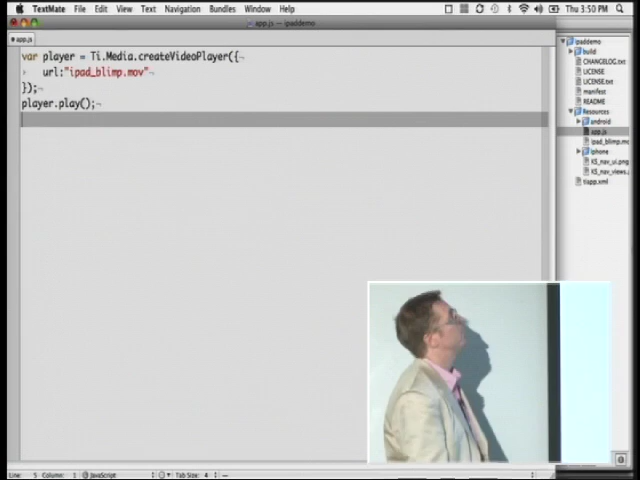 TextMate File Edit View Text Navigation Bundles Window Help Thu 3:50 PM
app.js — ipaddemo
app.js
var player = Ti.Media.createVideoPlayer({
url:"ipad_blimp.mov"
});
player.play();
ipaddemo
build
CHANGELOG.txt
LICENSE
LICENSE.txt
manifest
README
Resources
android
app.js
ipad_blimp.mo
iphone
KS_nav_ui.png
KS_nav_views.
tiapp.xml
Line: 5 Column: 1 JavaScript Tab Size: 4